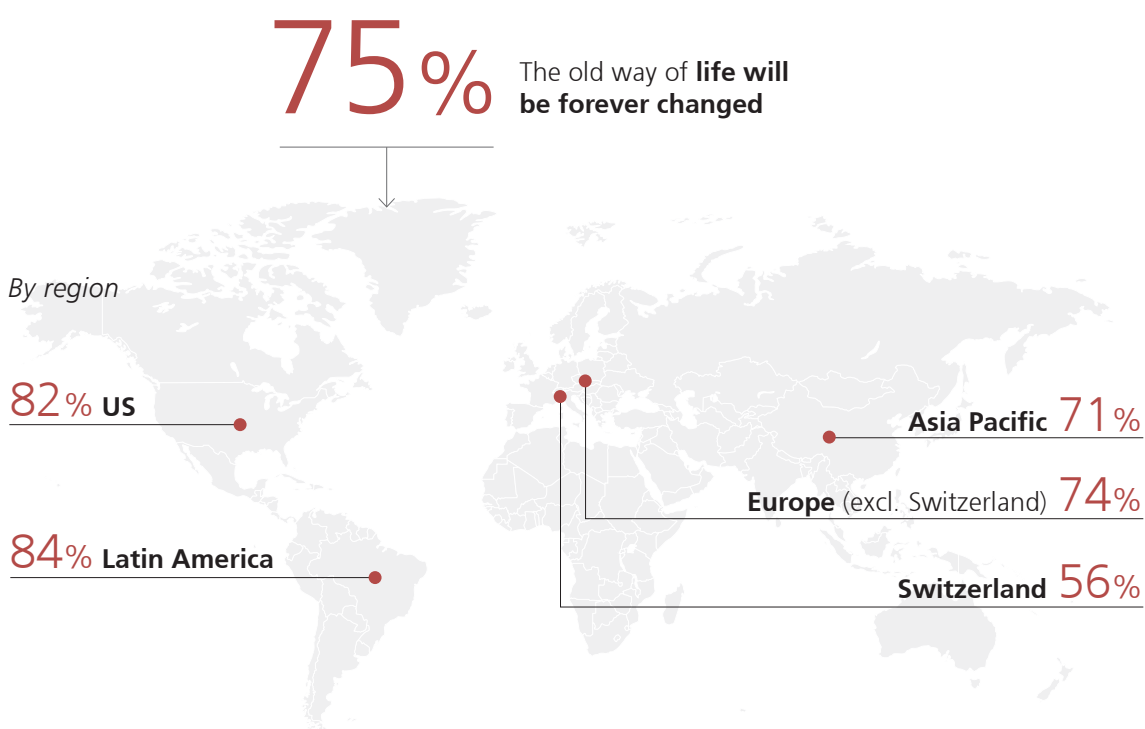 75% The old way of life will
be forever changed
By region
82% US
84% Latin America
Asia Pacific 71%
Europe (excl. Switzerland) 74%
Switzerland 56%